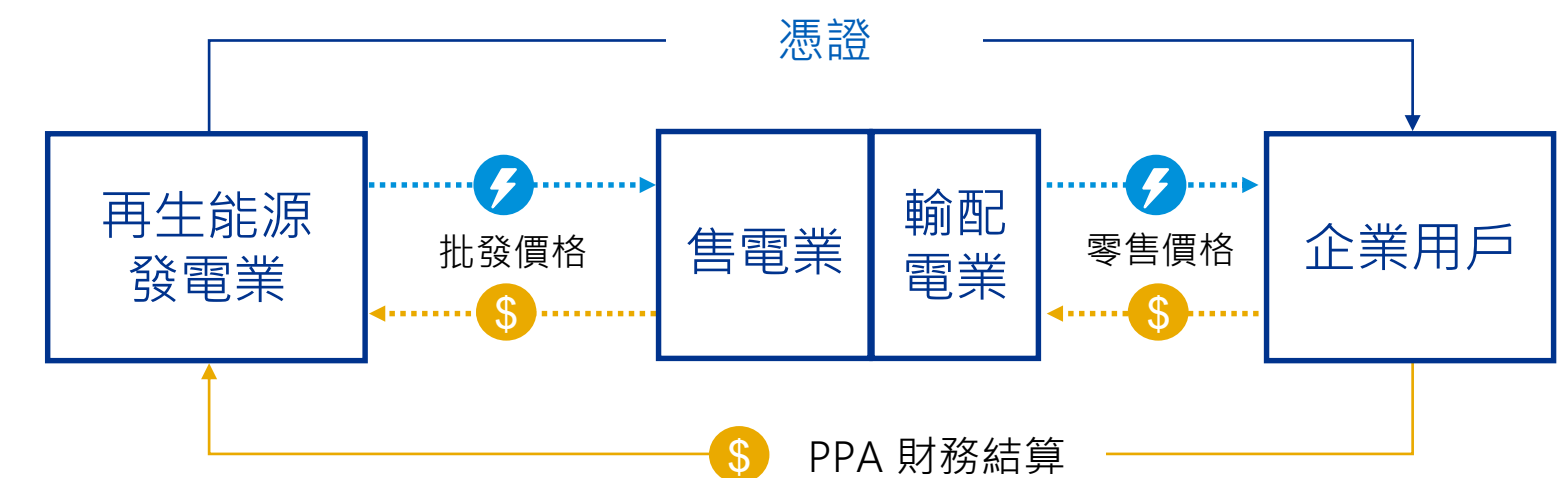 憑證
再生能源
發電業
批發價格
$
售電業
輸配
電業
零售價格
$
企業用戶
$ PPA 財務結算